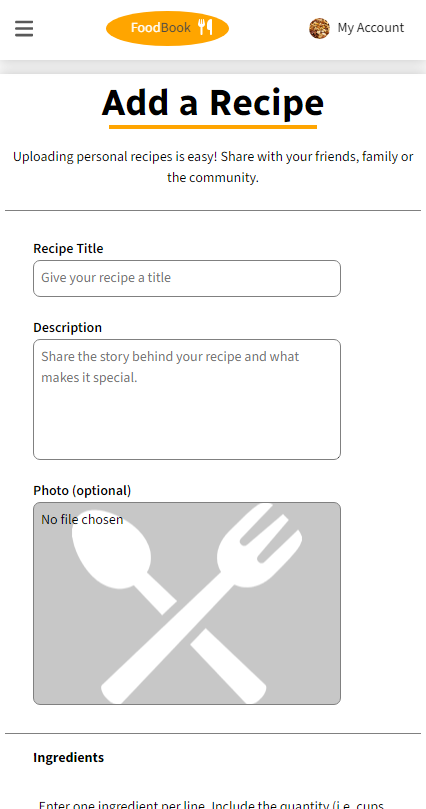 FoodBook
My Account
Add a Recipe
Uploading personal recipes is easy! Share with your friends, family or
the community.
Recipe Title
Give your recipe a title
Description
Share the story behind your recipe and what
makes it special.
Photo (optional)
No file chosen
Ingredients
Enter one ingredient per line. Include the quantity (i.e. cups,